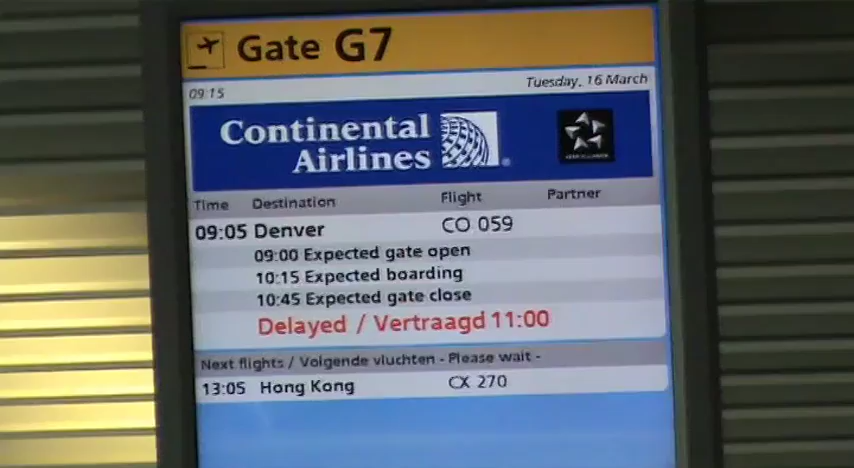 Gate G7
09:15 Tuesday, 16 March
Continental
Airlines ®
STAR ALLIANCE
Time Destination Flight Partner
09:05 Denver CO 059
09:00 Expected gate open
10:15 Expected boarding
10:45 Expected gate close
Delayed / Vertraagd 11:00
Next flights / Volgende vluchten - Please wait -
13:05 Hong Kong CX 270